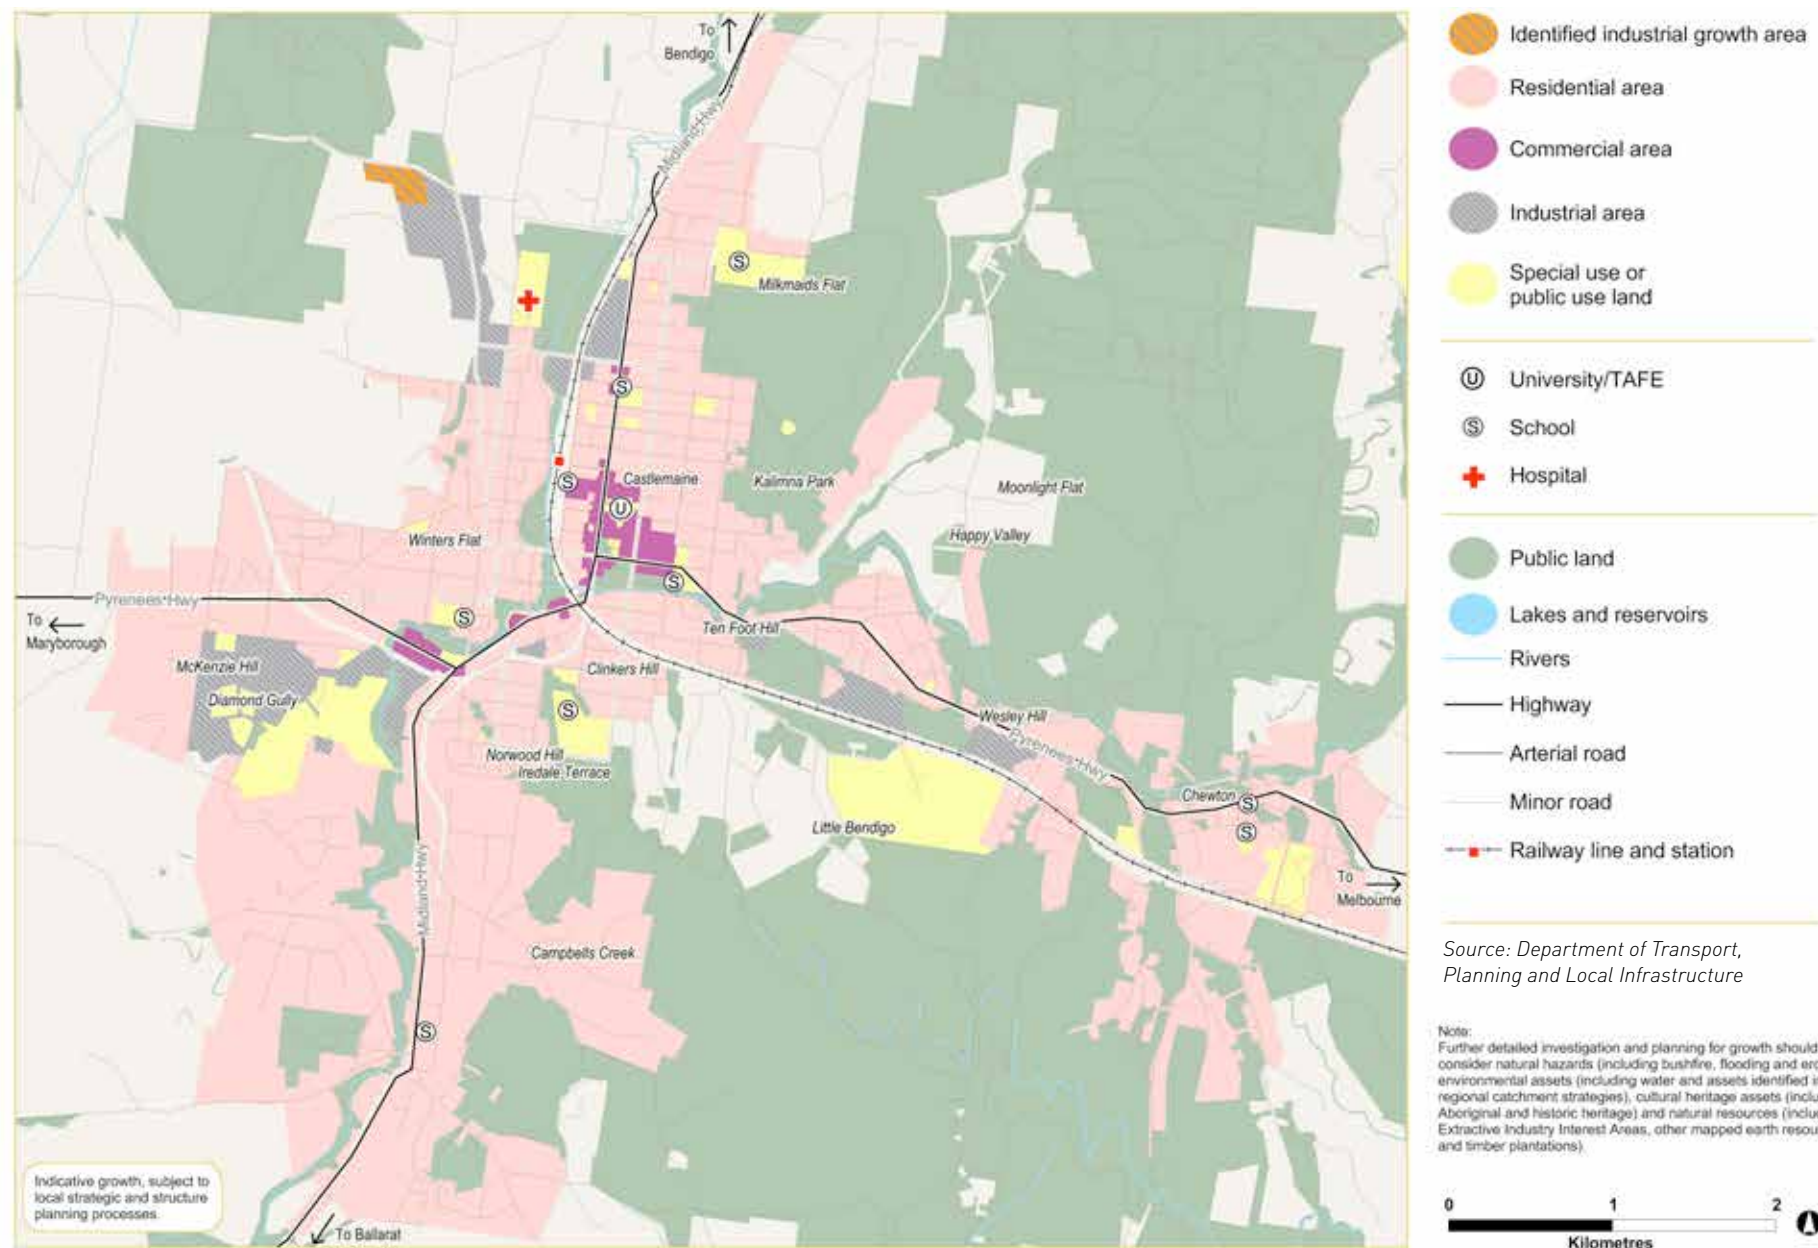 To
Bendigo
Midland Hwy
Milkmaids Flat
Castlemaine
Kalimna Park
Moonlight Flat
Winters Flat
Happy Valley
Pyrenees Hwy
To
Maryborough
Ten Foot Hill
McKenzie Hill
Clinkers Hill
Diamond Gully
Wesley Hill
Pyrenees Hwy
Norwood Hill
Iredale Terrace
Chewton
Little Bendigo
Midland Hwy
To
Melbourne
Campbells Creek
Indicative growth, subject to
local strategic and structure
planning processes.
To Ballarat
S
S
S
U
S
S
S
S
S
S
Identified industrial growth area
Residential area
Commercial area
Industrial area
Special use or
public use land
U University/TAFE
S School
Hospital
Public land
Lakes and reservoirs
Rivers
Highway
Arterial road
Minor road
Railway line and station
Source: Department of Transport,
Planning and Local Infrastructure
Note:
Further detailed investigation and planning for growth should
consider natural hazards (including bushfire, flooding and
environmental assets (including water and assets identified
regional catchment strategies), cultural heritage assets
Aboriginal and historic heritage) and natural resources
Extractive Industry Interest Areas, other mapped earth
and timber plantations).
0 1 2
Kilometres